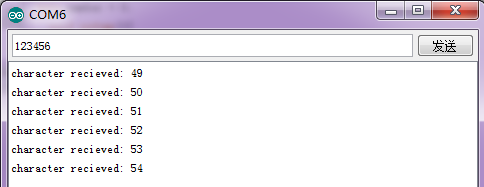 COM6
123456
发送
character recieved: 49
character recieved: 50
character recieved: 51
character recieved: 52
character recieved: 53
character recieved: 54